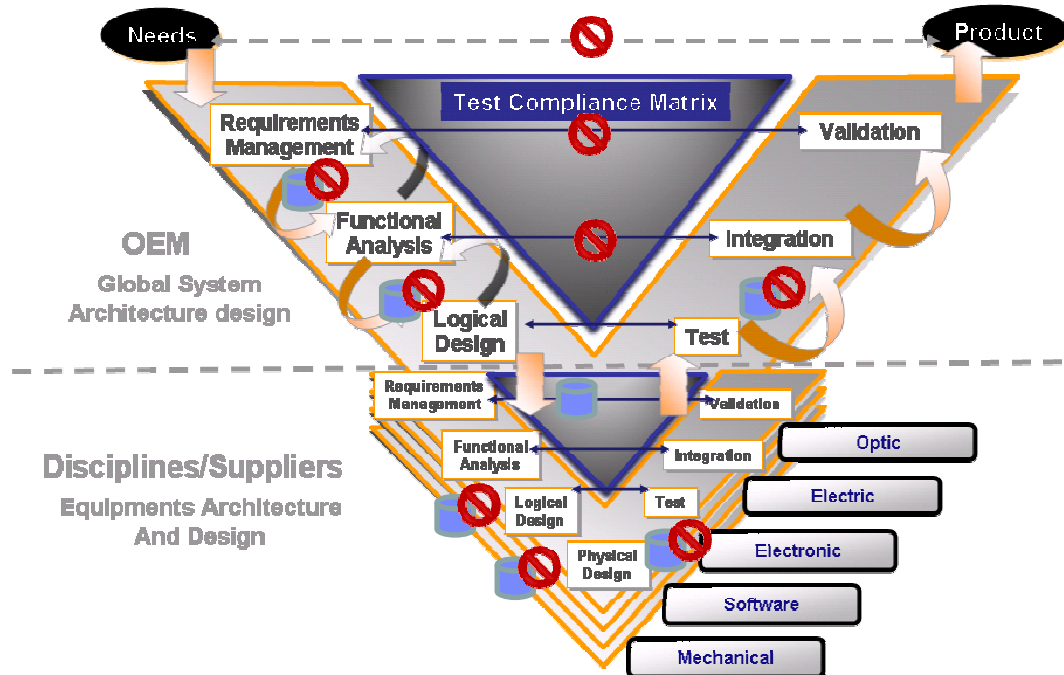 Needs
Product
Test Compliance Matrix
Requirements
Management
Validation
Functional
Analysis
Integration
OEM
Global System
Architecture design
Logical
Design
Test
Requirements
Management
Validation
Functional
Analysis
Integration
Optic
Disciplines/Suppliers
Equipments Architecture
And Design
Logical
Design
Test
Electric
Physical
Design
Electronic
Software
Mechanical